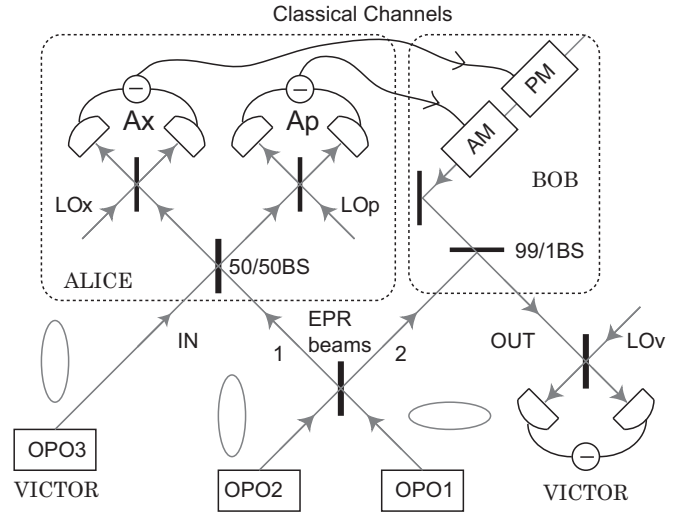 Classical Channels
Ax
Ap
PM
AM
LOx
LOp
BOB
ALICE
50/50BS
99/1BS
IN
1
EPR
beams
2
OUT
LOv
OPO3
VICTOR
OPO2
OPO1
VICTOR